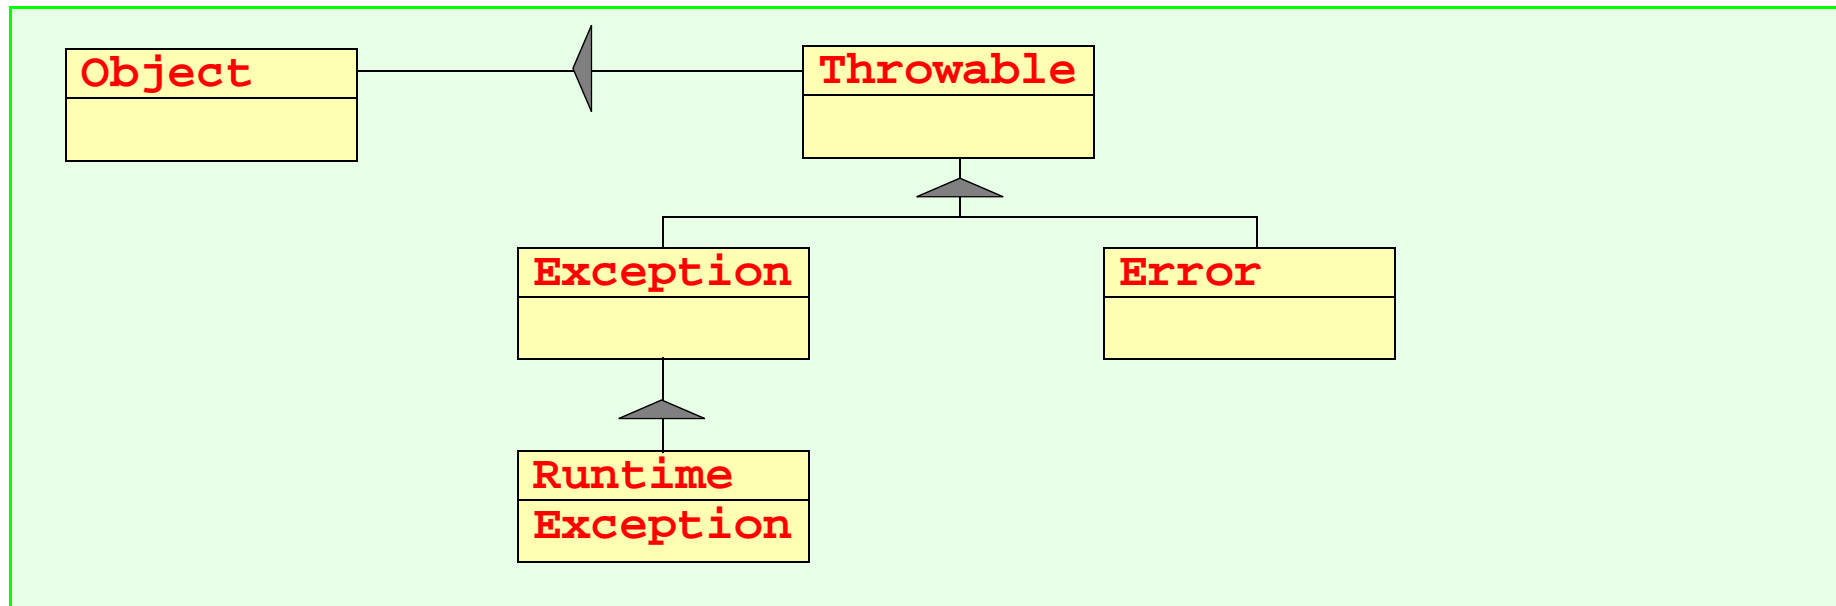 Object
Throwable
Exception
Error
Runtime
Exception